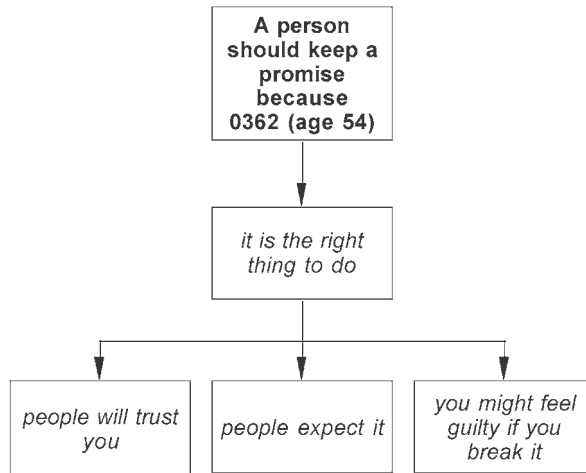 A person
should keep a
promise
because
0362 (age 54)
it is the right
thing to do
people will trust
you
people expect it
you might feel
guilty if you
break it